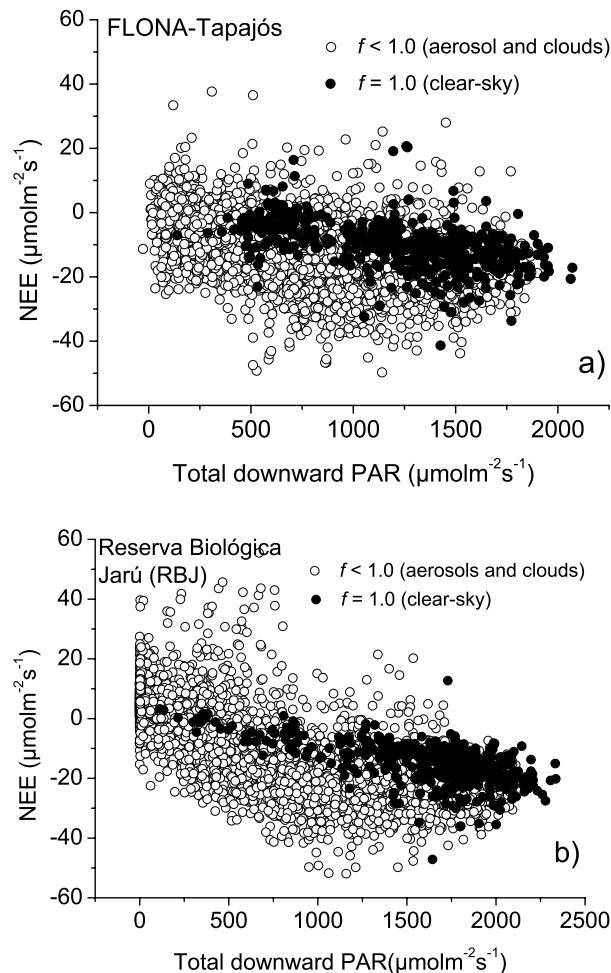 FLONA-Tapajós
○ f < 1.0 (aerosol and clouds)
● f = 1.0 (clear-sky)
60
40
20
0
-20
-40
-60
NEE (μmolm⁻²s⁻¹)
a)
0 500 1000 1500 2000
Total downward PAR (μmolm⁻²s⁻¹)
Reserva Biológica
Jarú (RBJ)
○ f < 1.0 (aerosols and clouds)
● f = 1.0 (clear-sky)
60
40
20
0
-20
-40
-60
NEE (μmolm⁻²s⁻¹)
b)
0 500 1000 1500 2000 2500
Total downward PAR(μmolm⁻²s⁻¹)